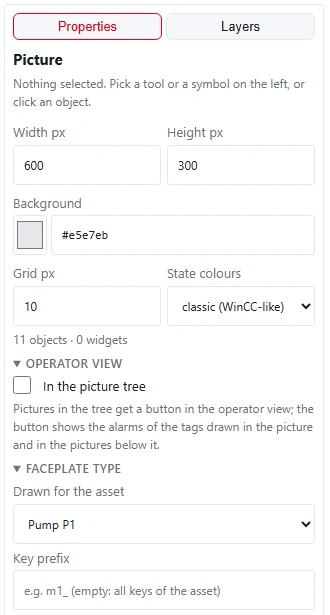 Properties
Layers
Picture
Nothing selected. Pick a tool or a symbol on the left, or
click an object.
Width px
Height px
600
300
Background
#e5e7eb
Grid px
State colours
10
classic (WinCC-like)
11 objects · 0 widgets
▼ OPERATOR VIEW
In the picture tree
Pictures in the tree get a button in the operator view; the
button shows the alarms of the tags drawn in the picture
and in the pictures below it.
▼ FACEPLATE TYPE
Drawn for the asset
Pump P1
Key prefix
e.g. m1_ (empty: all keys of the asset)